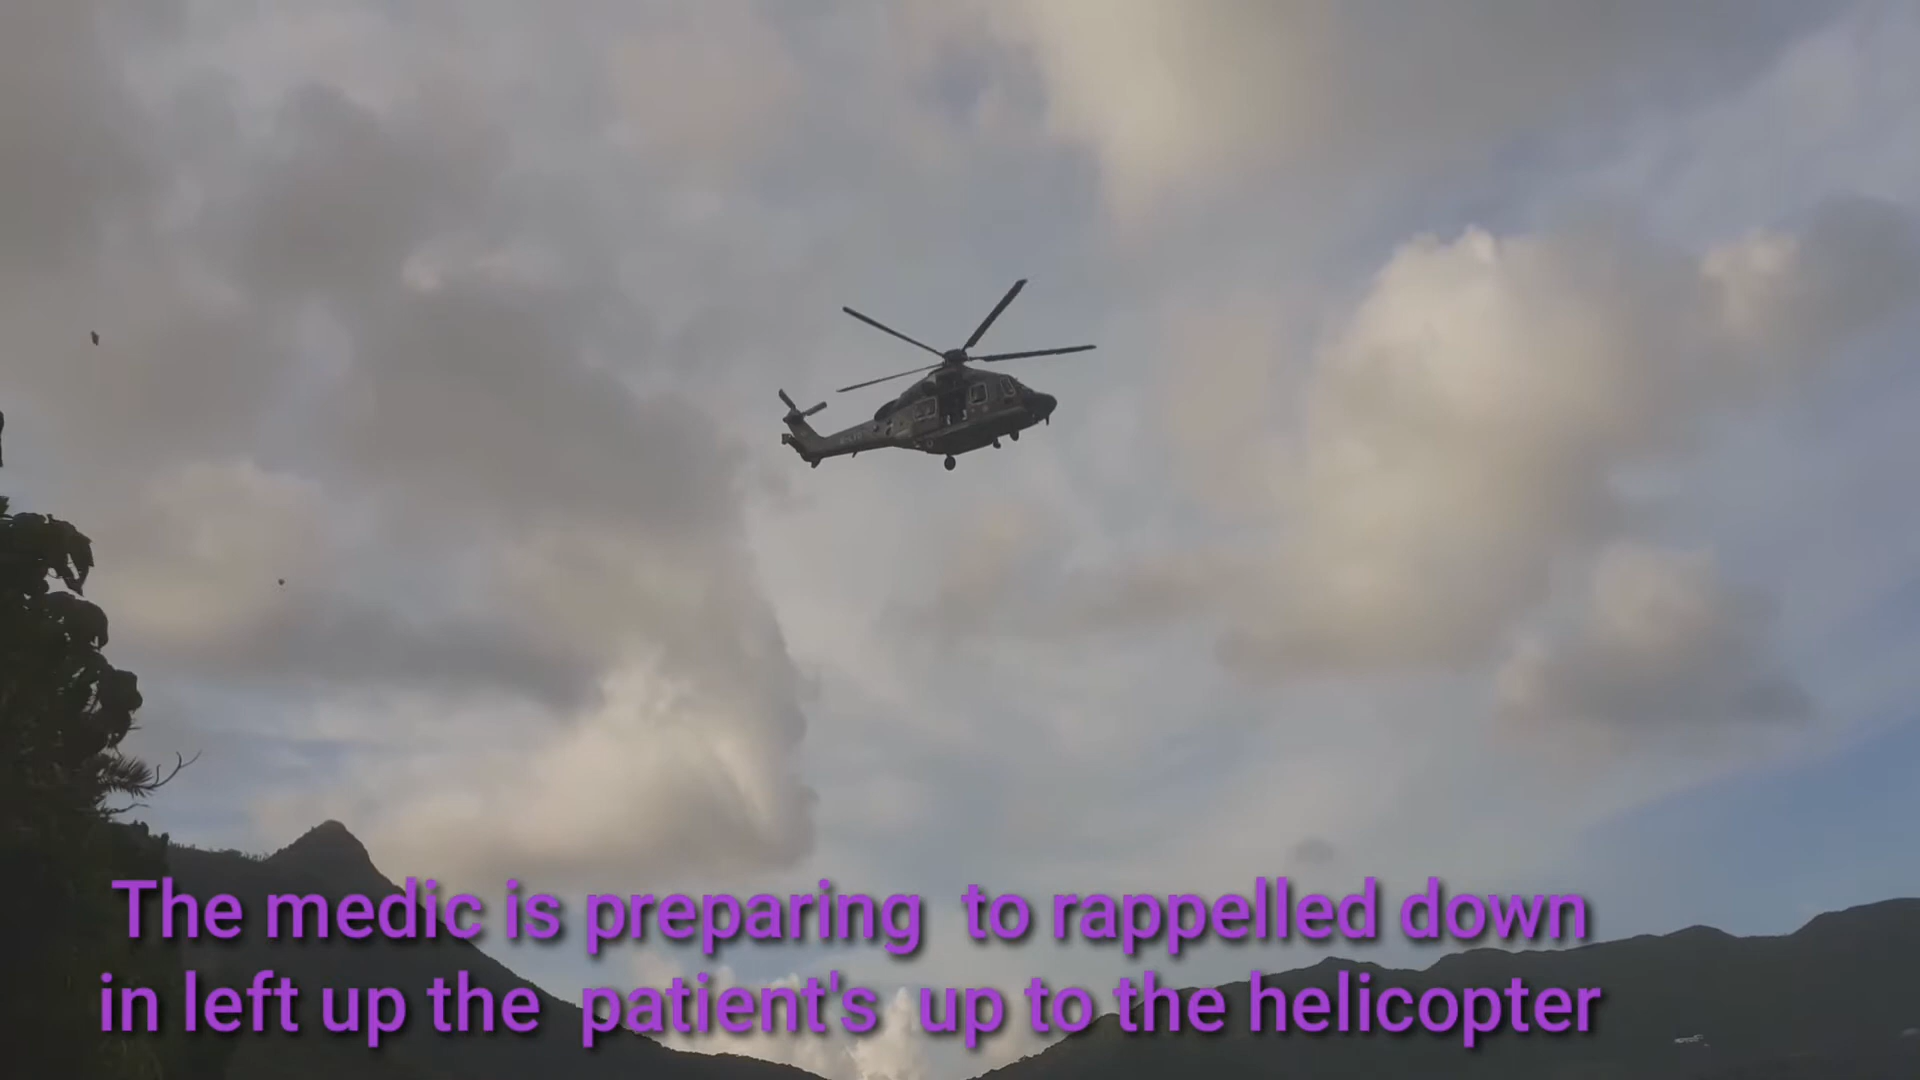 The medic is preparing to rappelled down
in left up the patient's up to the helicopter